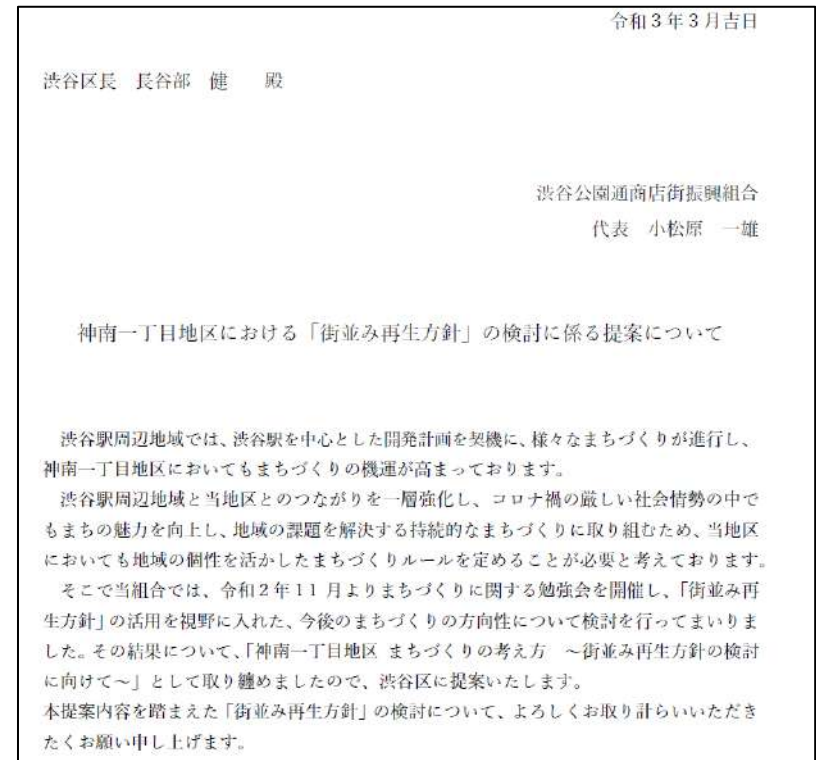 令和3年3月吉日
渋谷区長　長谷部　健　　殿
渋谷公園通商店街振興組合
代表　小松原　一雄
神南一丁目地区における「街並み再生方針」の検討に係る提案について
渋谷駅周辺地域では、渋谷駅を中心とした開発計画を契機に、様々なまちづくりが進行し、
神南一丁目地区においてもまちづくりの機運が高まっております。
渋谷駅周辺地域と当地区とのつながりを一層強化し、コロナ禍の厳しい社会情勢の中で
もまちの魅力を向上し、地域の課題を解決する持続的なまちづくりに取り組むため、当地区
においても地域の個性を活かしたまちづくりルールを定めることが必要と考えております。
そこで当組合では、令和2年11月よりまちづくりに関する勉強会を開催し、「街並み再
生方針」の活用を視野に入れた、今後のまちづくりの方向性について検討を行ってまいりま
した。その結果について、「神南一丁目地区 まちづくりの考え方　～街並み再生方針の検討
に向けて～」として取り纏めましたので、渋谷区に提案いたします。
本提案内容を踏まえた「街並み再生方針」の検討について、よろしくお取り計らいいただき
たくお願い申し上げます。